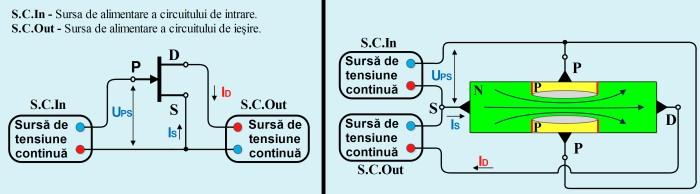 S.C.In - Sursa de alimentare a circuitului de intrare.
S.C.Out - Sursa de alimentare a circuitului de ieșire.
D
P
S
ID
UPS
IS
S.C.In
Sursă de
tensiune
continuă
S.C.Out
Sursă de
tensiune
continuă
S.C.In
Sursă de
tensiune
continuă
UPS
P
N
P
S
P
D
IS
Sursă de
tensiune
continuă
P
ID
S.C.Out